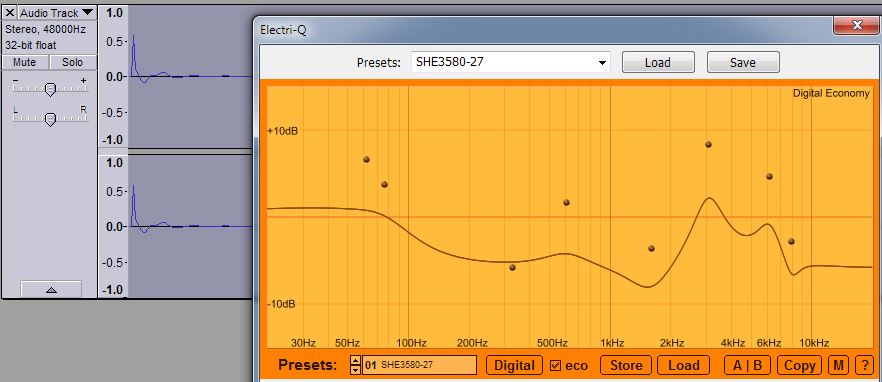 Audio Track
Stereo, 48000Hz
32-bit float
Mute Solo
- +
L R
1.0
0.5
0.0
-0.5
-1.0
1.0
0.5
0.0
-0.5
-1.0
Electri-Q
Presets: SHE3580-27 Load Save
Digital Economy
+10dB
-10dB
30Hz 50Hz 100Hz 200Hz 500Hz 1kHz 2kHz 4kHz 6kHz 10kHz
Presets: 01 SHE3580-27 Digital eco Store Load A | B Copy M ?